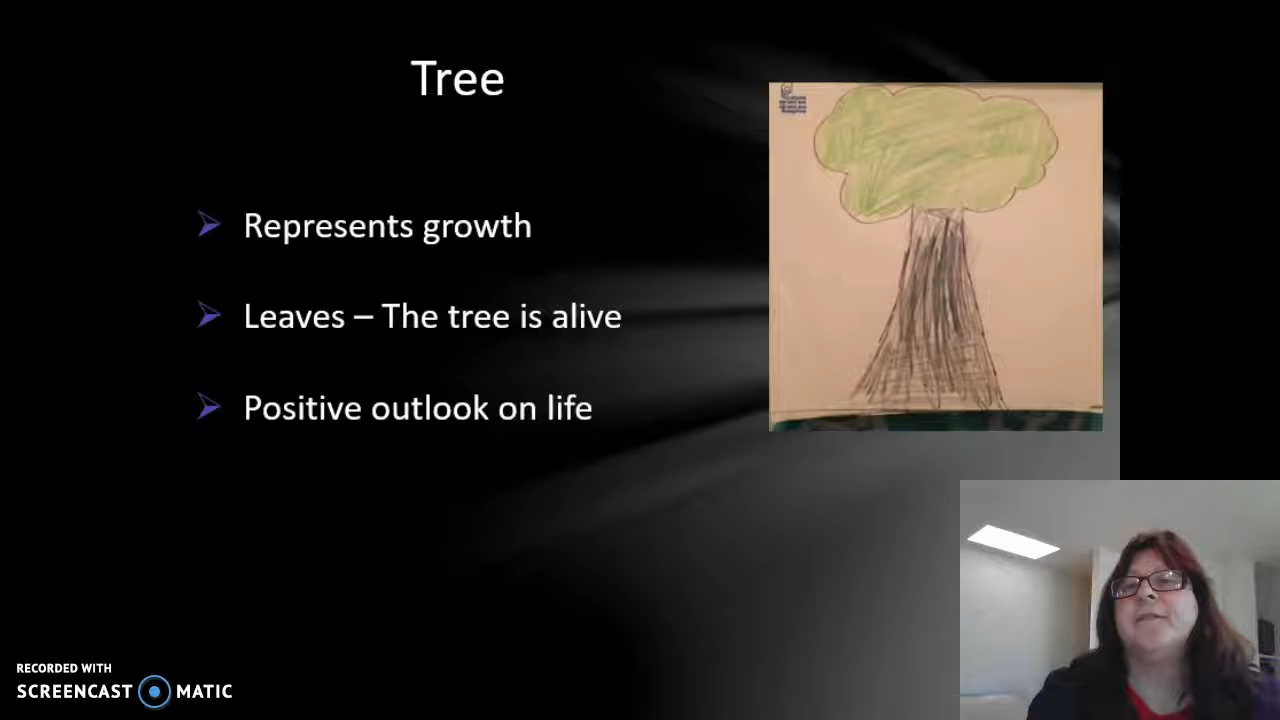 Tree
Represents growth
Leaves – The tree is alive
Positive outlook on life
RECORDED WITH
SCREENCAST MATIC